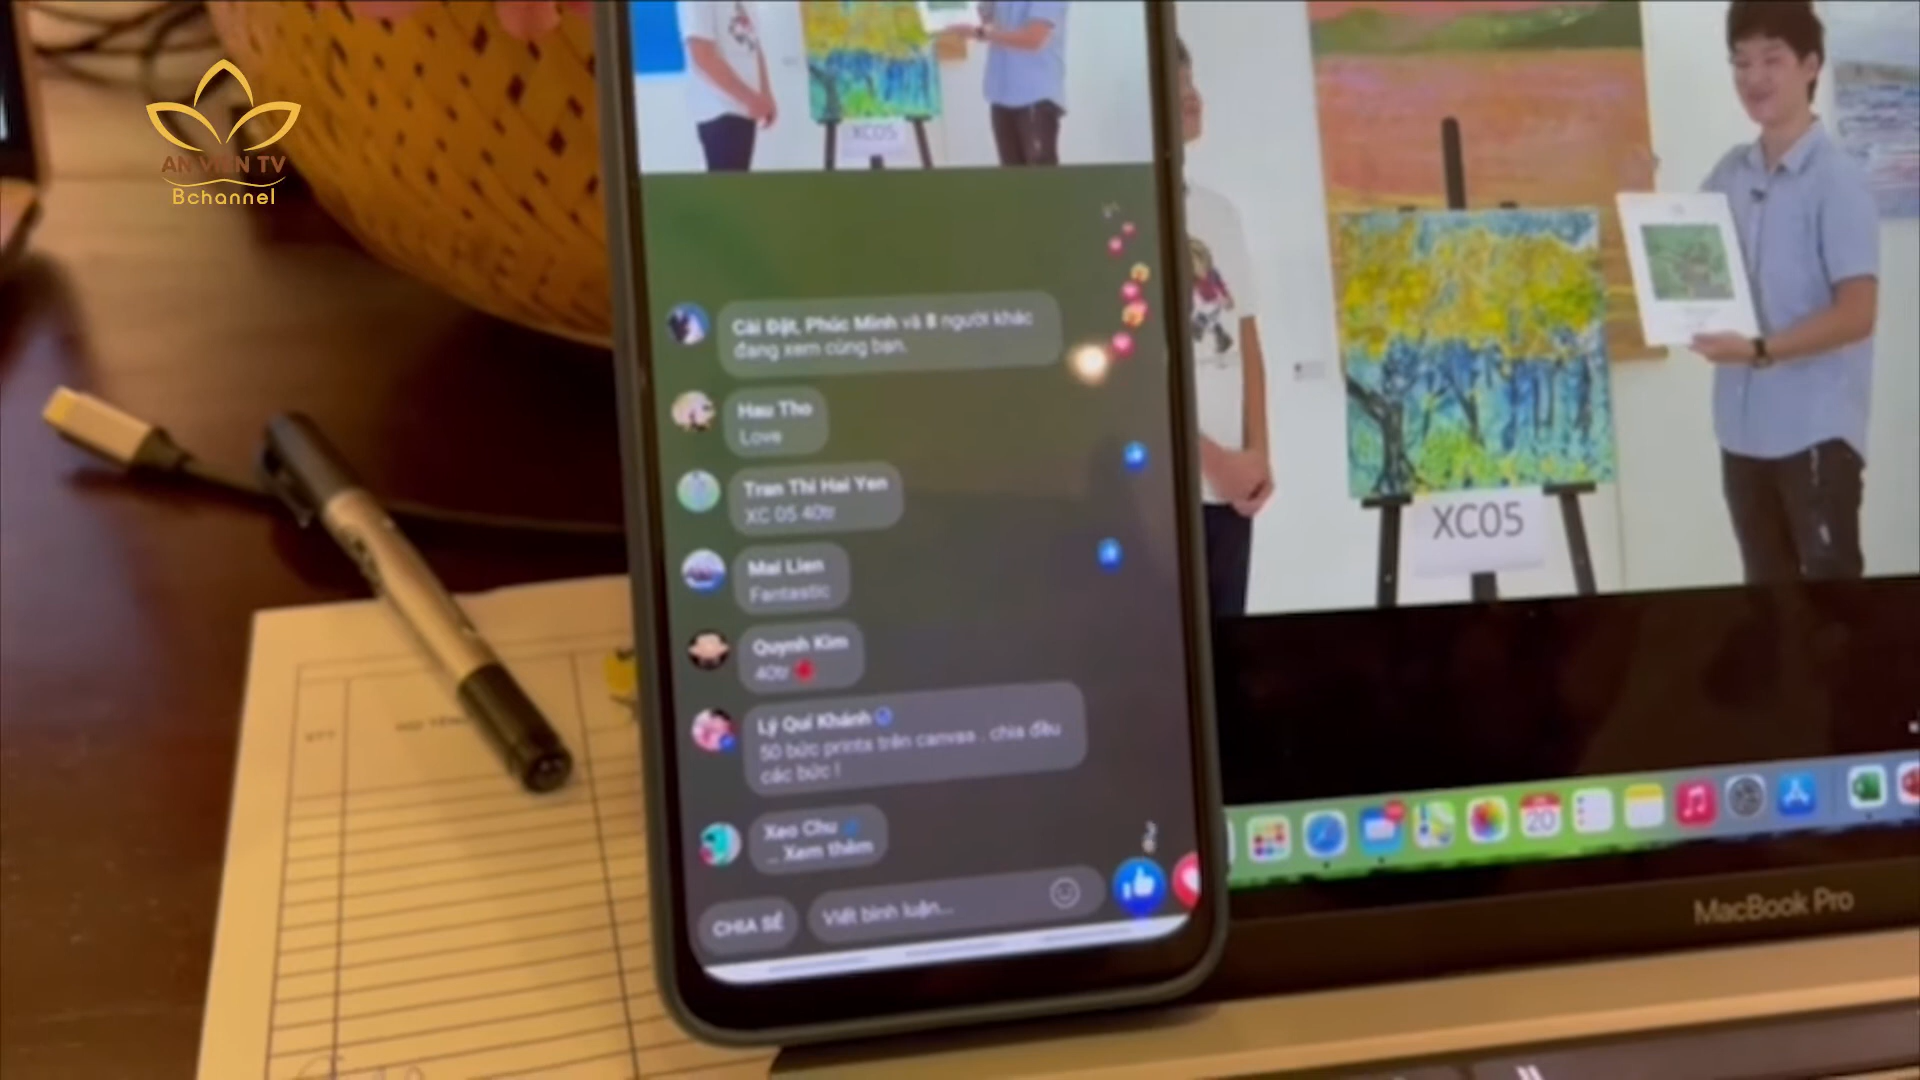 AN VIEN TV
Bchannel
XC05
Cài Đặt, Phúc Minh và 8 người khác
đang xem cùng bạn.
Hau Tho
Love
Tran Thi Hai Yen
XC 05 40tr
Mai Lien
Fantastic
Quynh Kim
40tr
Lý Quí Khánh
50 bức prints trên canvas . chia đều
các bức !
Xeo Chu
... Xem thêm
CHIA SẺ
Viết bình luận...
XC05
20
MacBook Pro